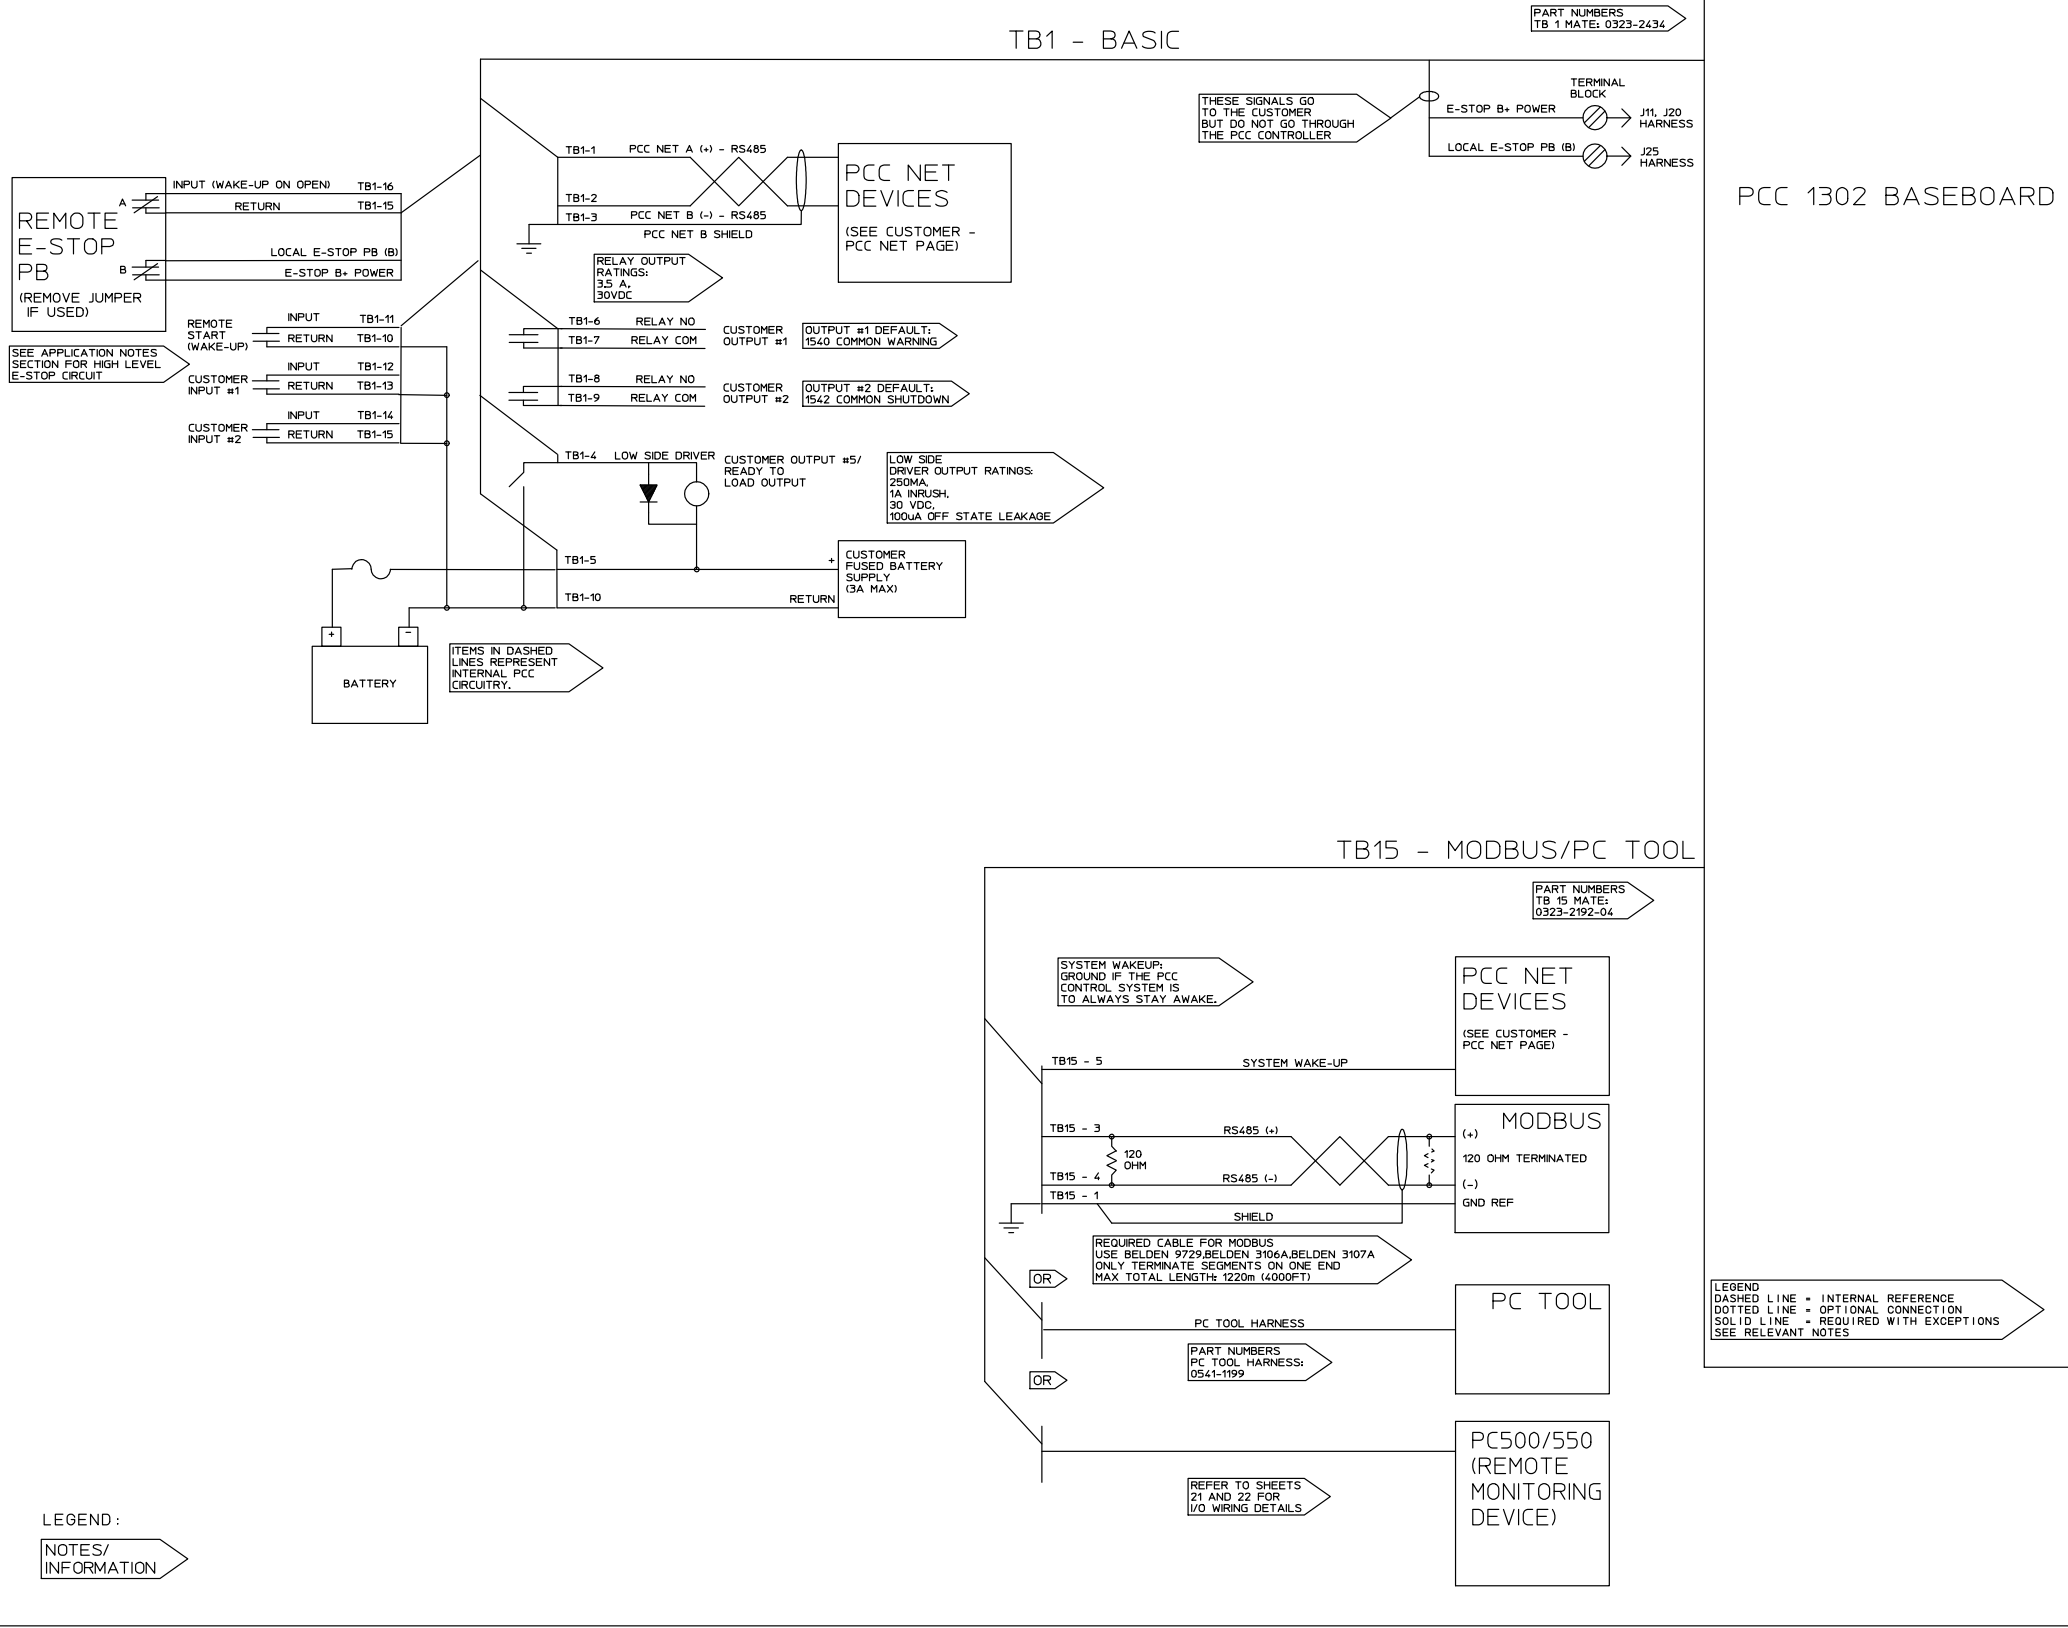 PART NUMBERS
TB 1 MATE: 0323-2434
TB1 - BASIC
THESE SIGNALS GO
TO THE CUSTOMER
BUT DO NOT GO THROUGH
THE PCC CONTROLLER
TERMINAL
BLOCK
E-STOP B+ POWER
J11, J20
HARNESS
LOCAL E-STOP PB (B)
J25
HARNESS
PCC 1302 BASEBOARD
TB1-1
PCC NET A (+) - RS485
TB1-2
TB1-3
PCC NET B (-) - RS485
PCC NET B SHIELD
PCC NET
DEVICES
(SEE CUSTOMER -
PCC NET PAGE)
REMOTE
E-STOP
PB
(REMOVE JUMPER
IF USED)
A
B
INPUT (WAKE-UP ON OPEN)
TB1-16
RETURN
TB1-15
LOCAL E-STOP PB (B)
E-STOP B+ POWER
RELAY OUTPUT
RATINGS:
3.5 A,
30VDC
SEE APPLICATION NOTES
SECTION FOR HIGH LEVEL
E-STOP CIRCUIT
REMOTE
START
(WAKE-UP)
INPUT
TB1-11
RETURN
TB1-10
CUSTOMER
INPUT #1
INPUT
TB1-12
RETURN
TB1-13
CUSTOMER
INPUT #2
INPUT
TB1-14
RETURN
TB1-15
TB1-6
RELAY NO
TB1-7
RELAY COM
CUSTOMER
OUTPUT #1
OUTPUT #1 DEFAULT:
1540 COMMON WARNING
TB1-8
RELAY NO
TB1-9
RELAY COM
CUSTOMER
OUTPUT #2
OUTPUT #2 DEFAULT:
1542 COMMON SHUTDOWN
TB1-4
LOW SIDE DRIVER
CUSTOMER OUTPUT #5/
READY TO
LOAD OUTPUT
LOW SIDE
DRIVER OUTPUT RATINGS:
250MA,
1A INRUSH,
30 VDC,
100uA OFF STATE LEAKAGE
TB1-5
+
CUSTOMER
FUSED BATTERY
SUPPLY
(3A MAX)
TB1-10
RETURN
+
-
BATTERY
ITEMS IN DASHED
LINES REPRESENT
INTERNAL PCC
CIRCUITRY.
TB15 - MODBUS/PC TOOL
PART NUMBERS
TB 15 MATE:
0323-2192-04
SYSTEM WAKEUP:
GROUND IF THE PCC
CONTROL SYSTEM IS
TO ALWAYS STAY AWAKE.
PCC NET
DEVICES
(SEE CUSTOMER -
PCC NET PAGE)
TB15 - 5
SYSTEM WAKE-UP
TB15 - 3
RS485 (+)
120
OHM
TB15 - 4
RS485 (-)
TB15 - 1
SHIELD
MODBUS
(+)
120 OHM TERMINATED
(-)
GND REF
REQUIRED CABLE FOR MODBUS
USE BELDEN 9729,BELDEN 3106A,BELDEN 3107A
ONLY TERMINATE SEGMENTS ON ONE END
MAX TOTAL LENGTH: 1220m (4000FT)
OR
PC TOOL HARNESS
PC TOOL
PART NUMBERS
PC TOOL HARNESS:
0541-1199
OR
LEGEND
DASHED LINE = INTERNAL REFERENCE
DOTTED LINE = OPTIONAL CONNECTION
SOLID LINE = REQUIRED WITH EXCEPTIONS
SEE RELEVANT NOTES
PC500/550
(REMOTE
MONITORING
DEVICE)
REFER TO SHEETS
21 AND 22 FOR
I/O WIRING DETAILS
LEGEND:
NOTES/
INFORMATION